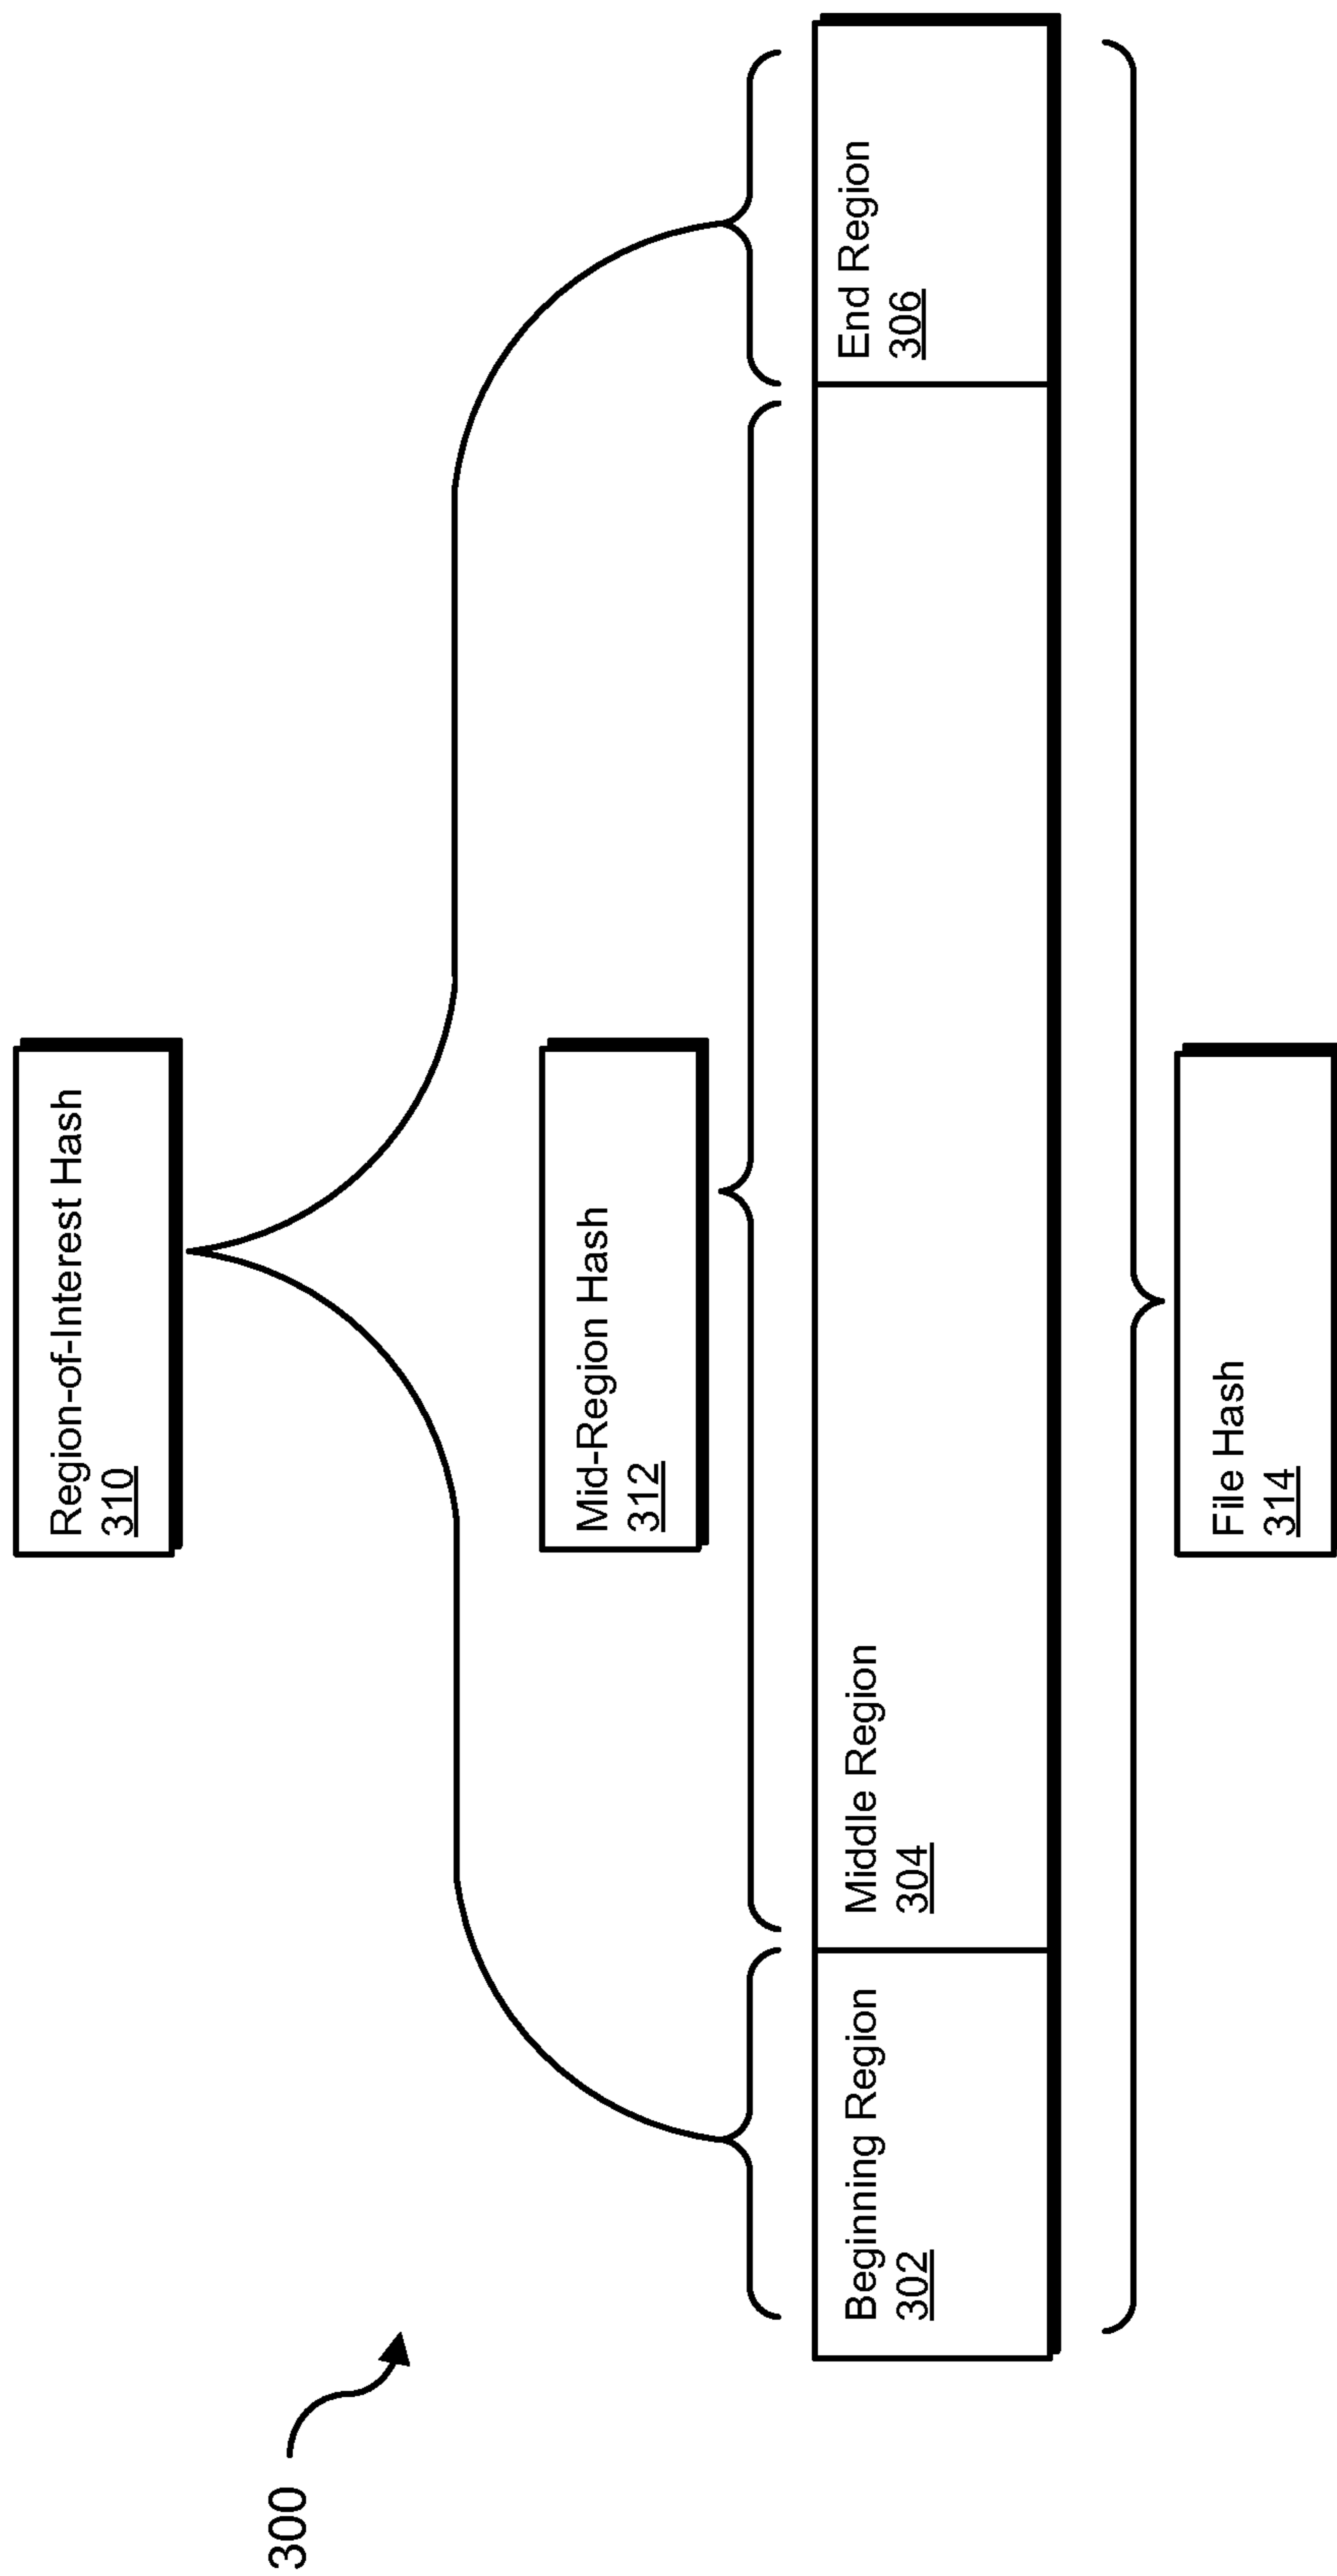 300
Region-of-Interest Hash
310
Mid-Region Hash
312
Beginning Region
302
Middle Region
304
End Region
306
File Hash
314